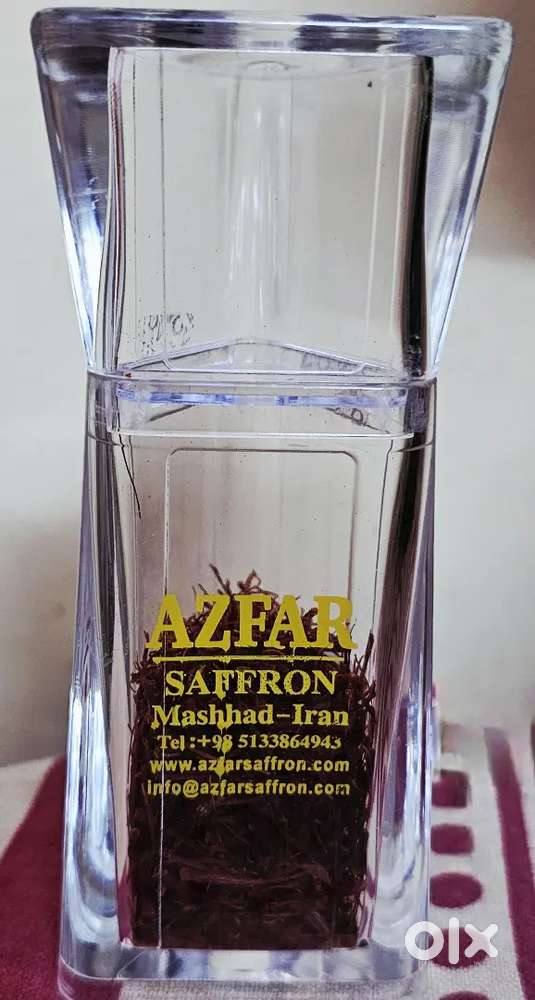 AZFAR
SAFFRON
Mashhad-Iran
Tel :+98 5133864943
www.azfarsaffron.com
info@azfarsaffron.com
olx